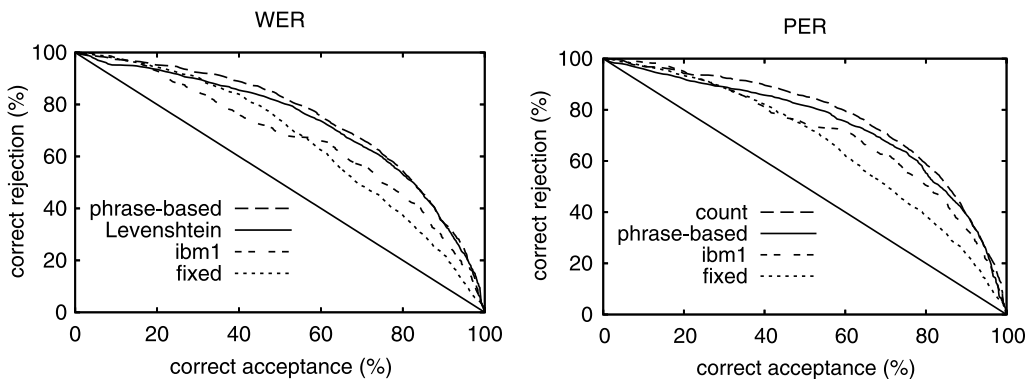 WER
100
80
60
40
20
0
correct rejection (%)
phrase-based
Levenshtein
ibm1
fixed
0 20 40 60 80 100
correct acceptance (%)
PER
100
80
60
40
20
0
correct rejection (%)
count
phrase-based
ibm1
fixed
0 20 40 60 80 100
correct acceptance (%)